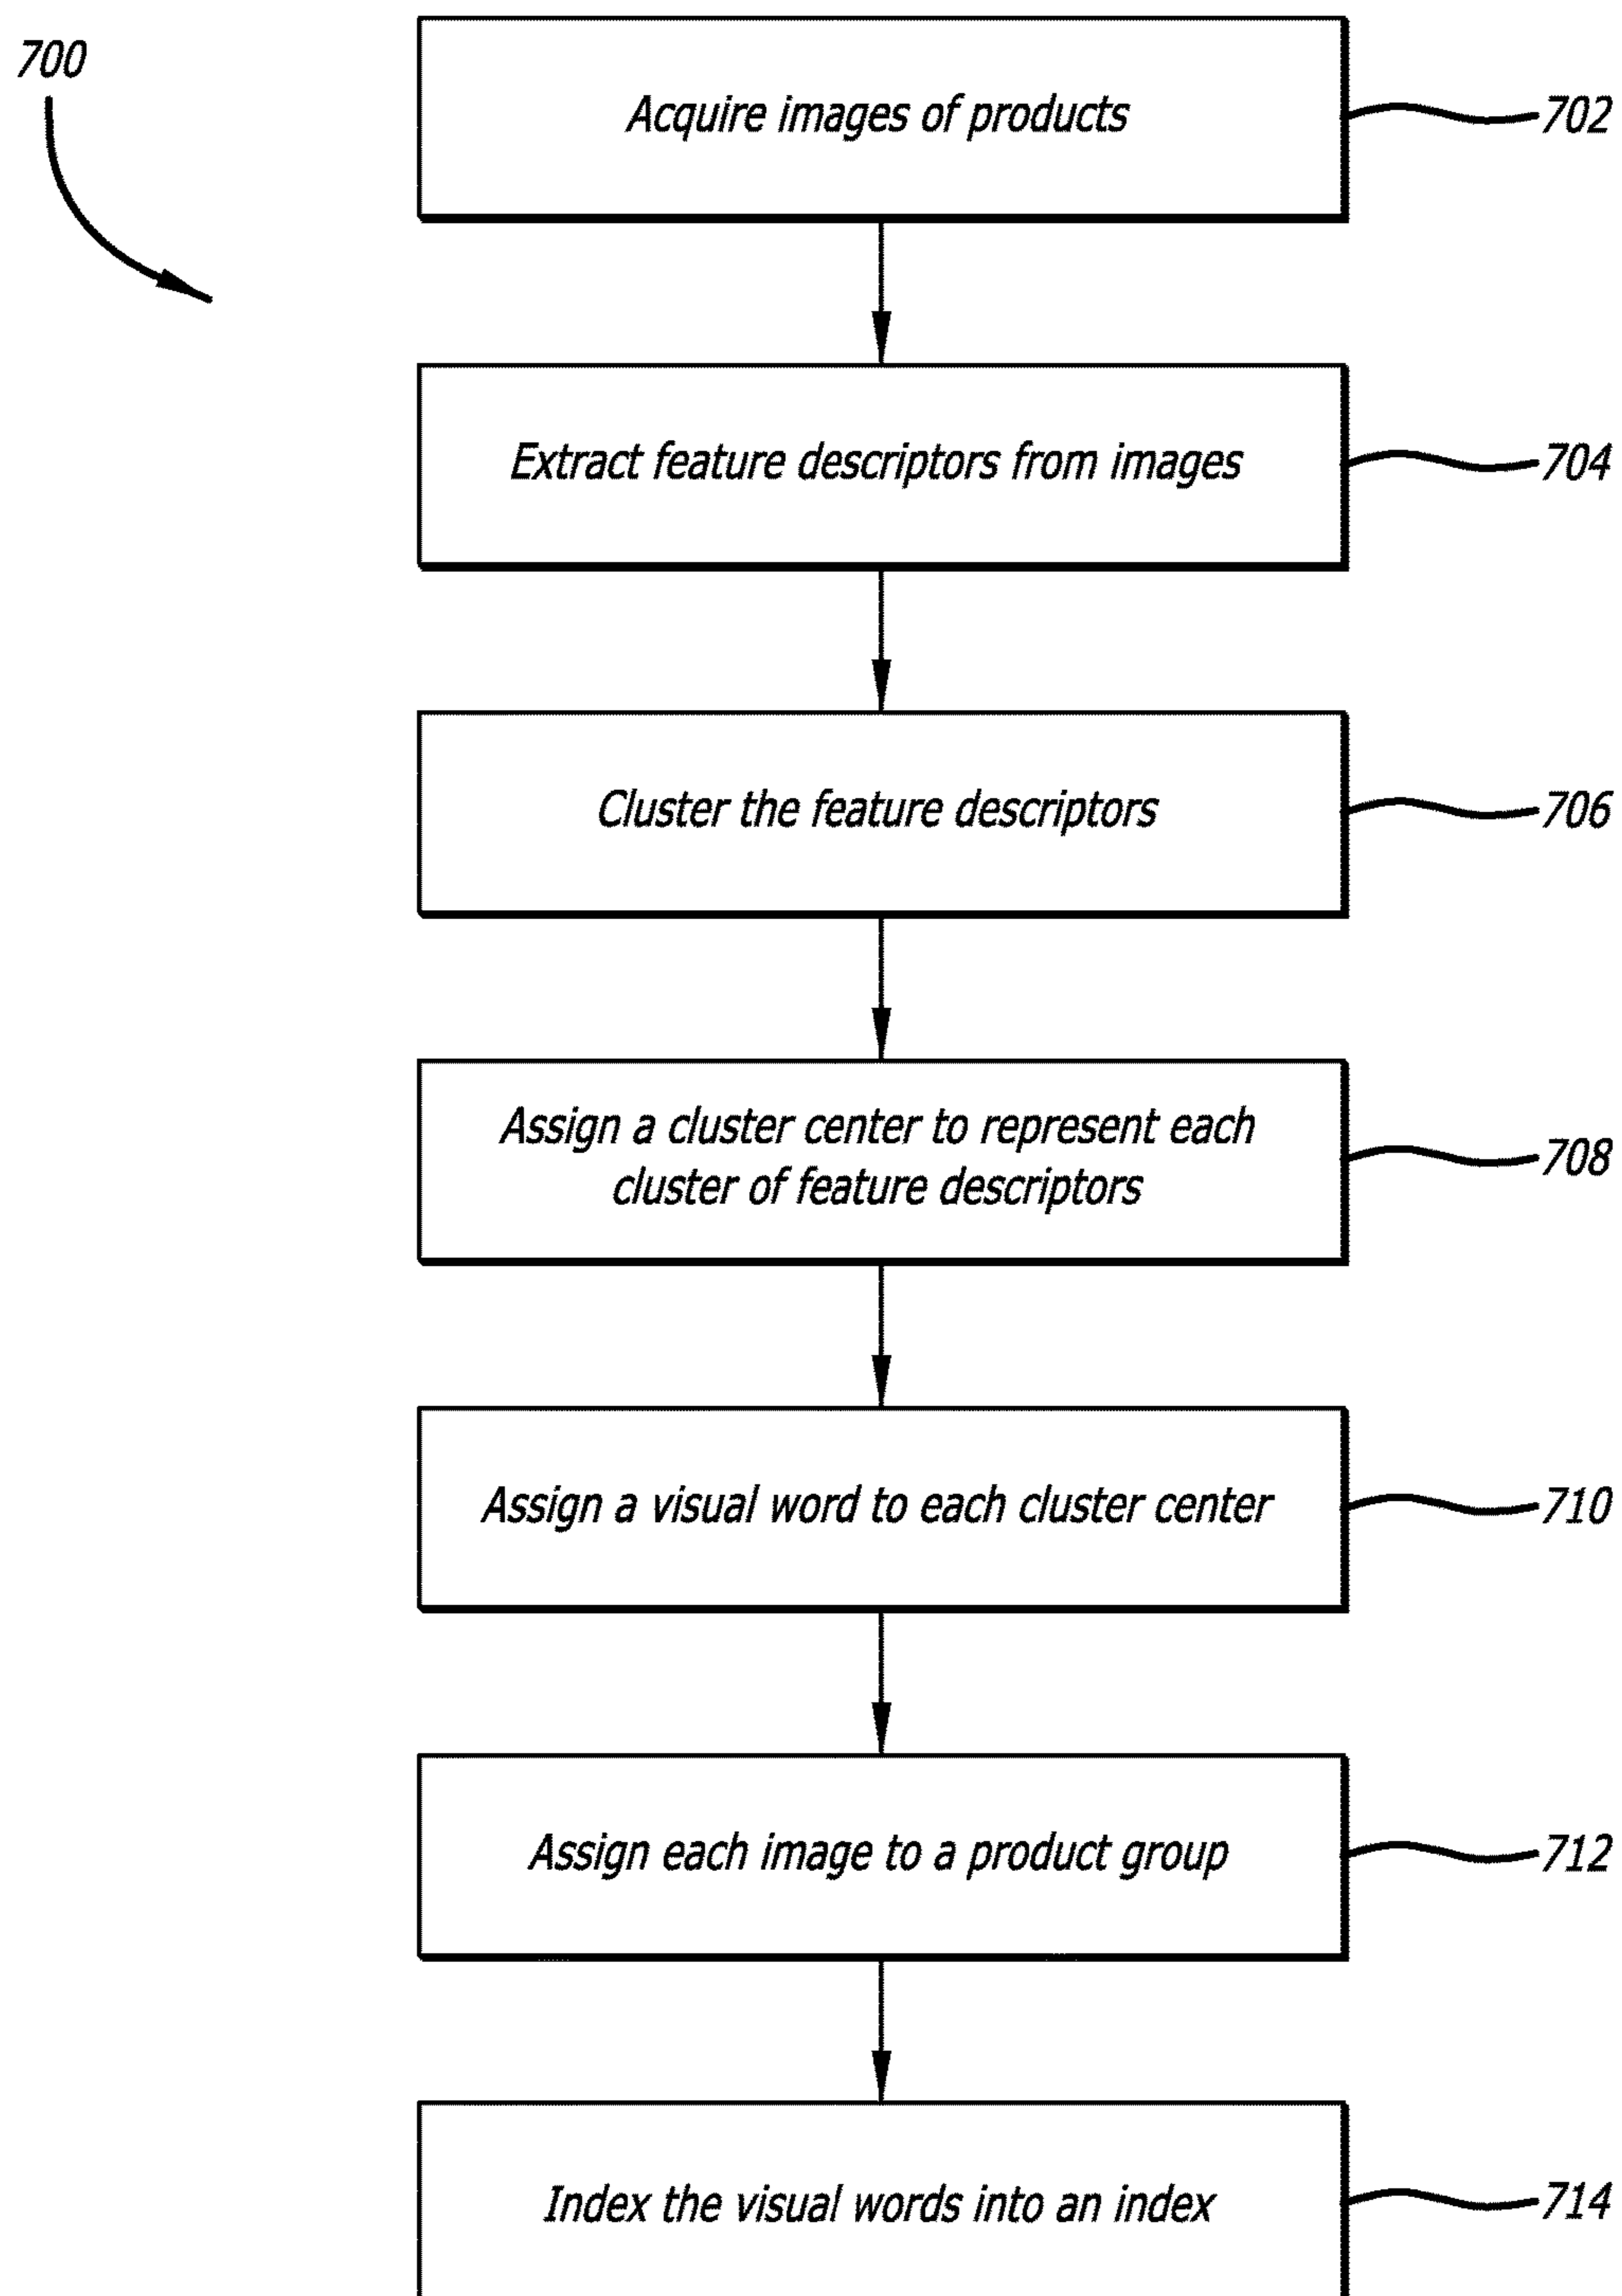 700
Acquire images of products
702
Extract feature descriptors from images
704
Cluster the feature descriptors
706
Assign a cluster center to represent each
cluster of feature descriptors
708
Assign a visual word to each cluster center
710
Assign each image to a product group
712
Index the visual words into an index
714